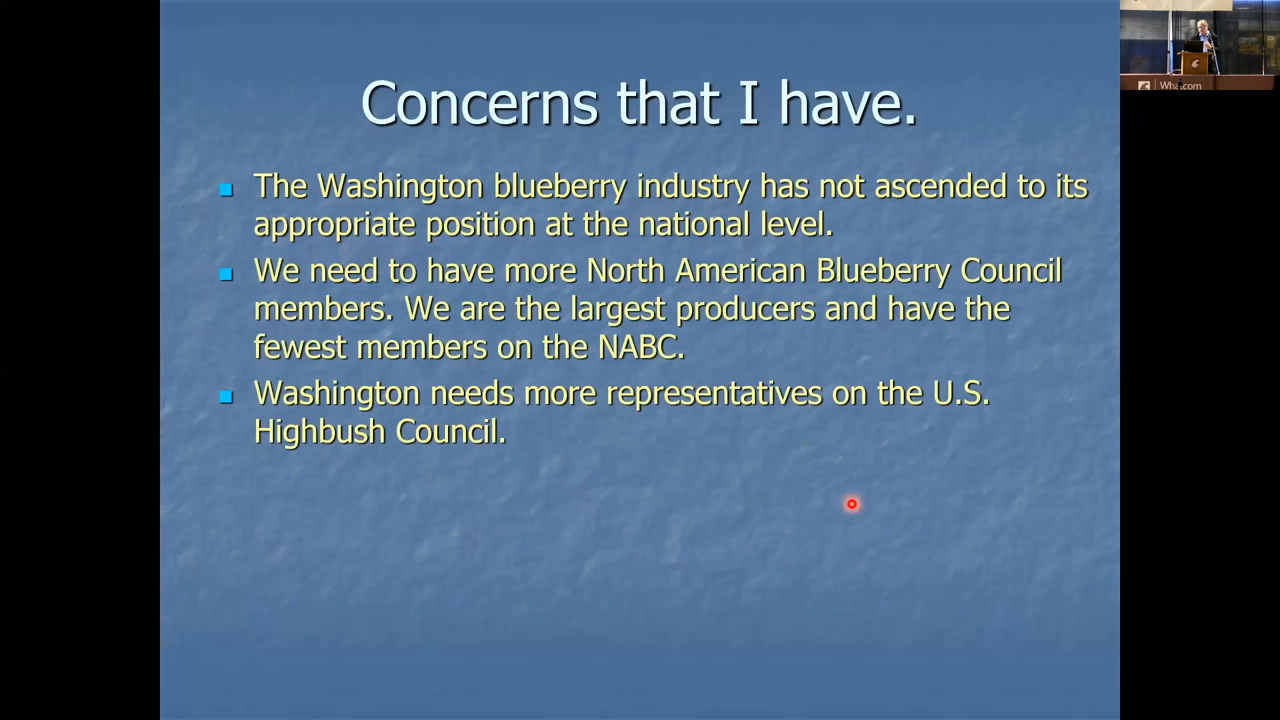 Concerns that I have.
The Washington blueberry industry has not ascended to its
appropriate position at the national level.
We need to have more North American Blueberry Council
members. We are the largest producers and have the
fewest members on the NABC.
Washington needs more representatives on the U.S.
Highbush Council.
Whatcom